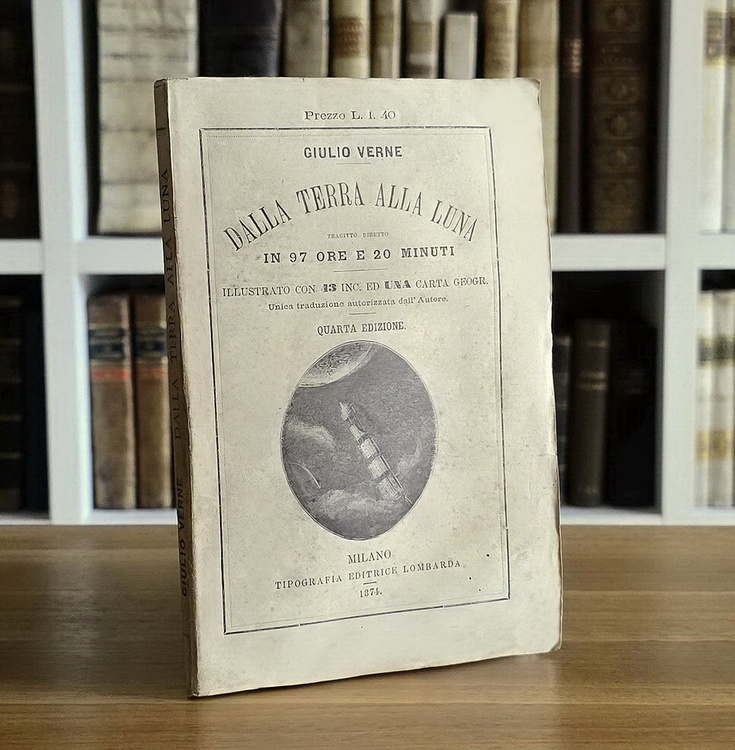 Prezzo L. 1. 40
GIULIO VERNE
DALLA TERRA ALLA LUNA
TRAGITTO DIRETTO
IN 97 ORE E 20 MINUTI
ILLUSTRATO CON 43 INC. ED UNA CARTA GEOGR.
Unica traduzione autorizzata dall' Autore.
QUARTA EDIZIONE.
MILANO
TIPOGRAFIA EDITRICE LOMBARDA
1874.
GIULIO VERNE DALLA TERRA ALLA LUNA